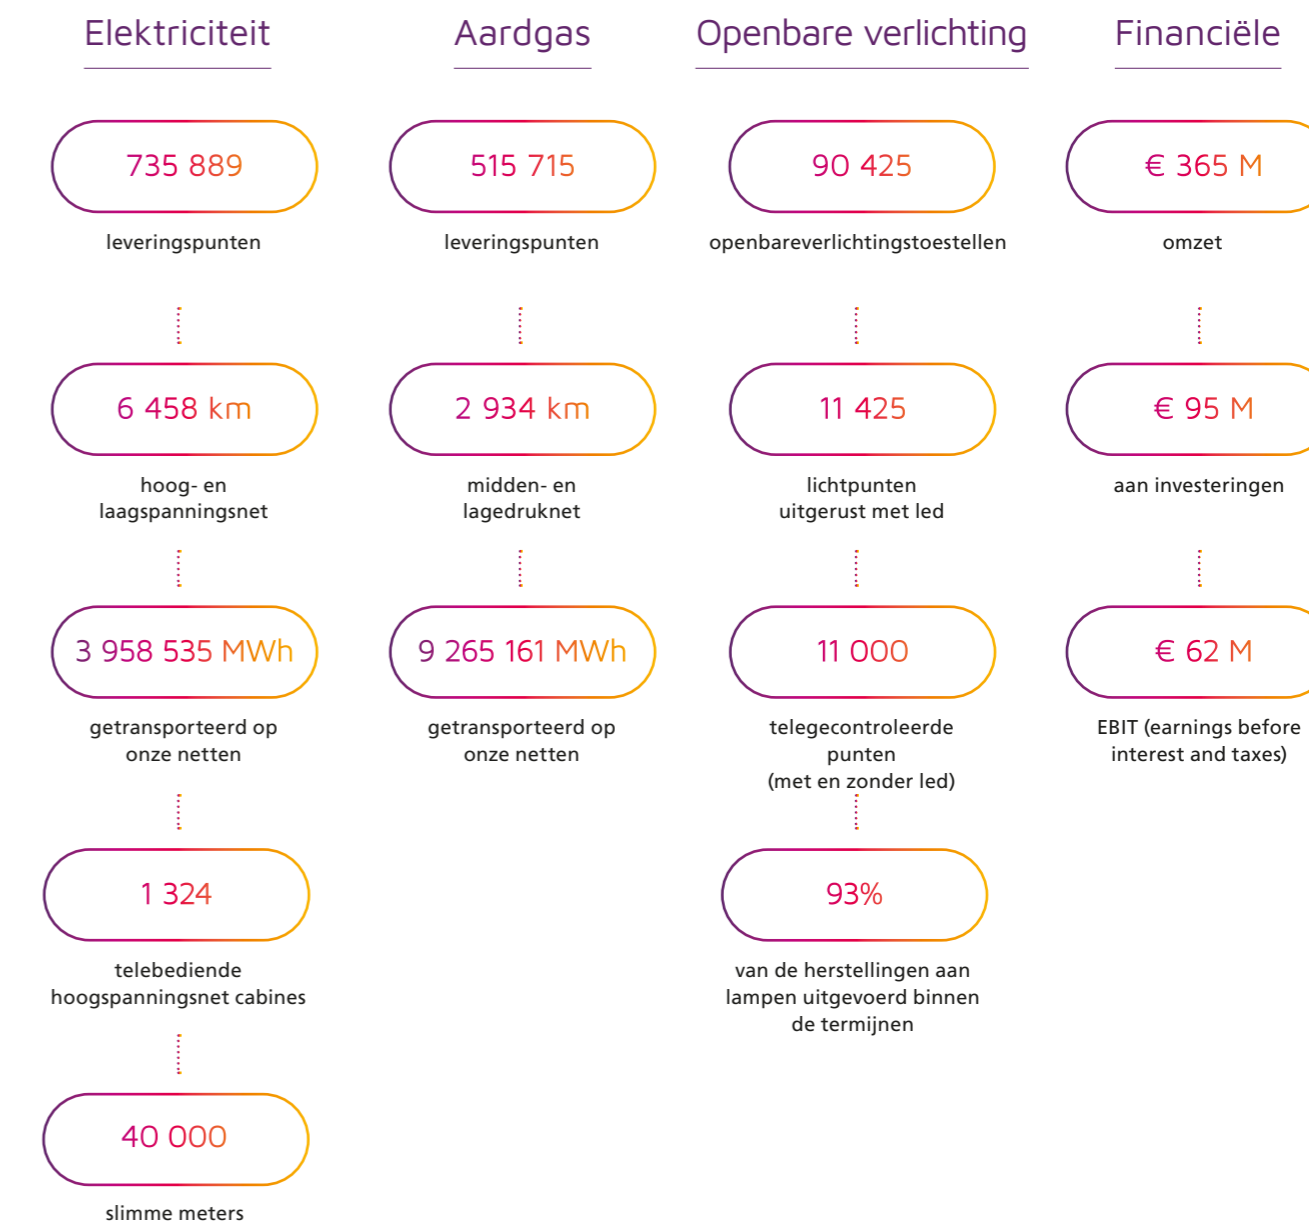 Elektriciteit
735 889
leveringspunten
6 458 km
hoog- en
laagspanningsnet
3 958 535 MWh
getransporteerd op
onze netten
1 324
telebediende
hoogspanningsnet cabines
40 000
slimme meters
Aardgas
515 715
leveringspunten
2 934 km
midden- en
lagedruknet
9 265 161 MWh
getransporteerd op
onze netten
Openbare verlichting
90 425
openbareverlichtingstoestellen
11 425
lichtpunten
uitgerust met led
11 000
telegecontroleerde
punten
(met en zonder led)
93%
van de herstellingen aan
lampen uitgevoerd binnen
de termijnen
Financiële
€ 365 M
omzet
€ 95 M
aan investeringen
€ 62 M
EBIT (earnings before
interest and taxes)